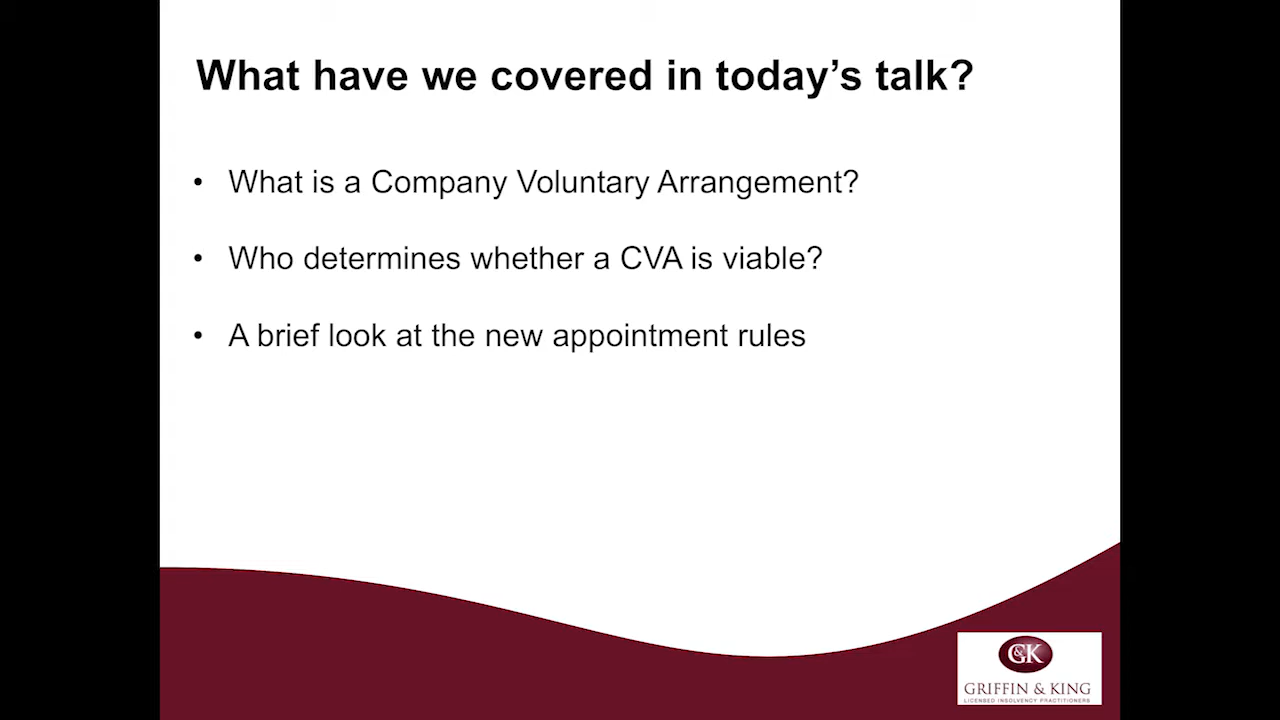 What have we covered in today’s talk?
• What is a Company Voluntary Arrangement?
• Who determines whether a CVA is viable?
• A brief look at the new appointment rules
G&K
GRIFFIN & KING
LICENSED INSOLVENCY PRACTITIONERS